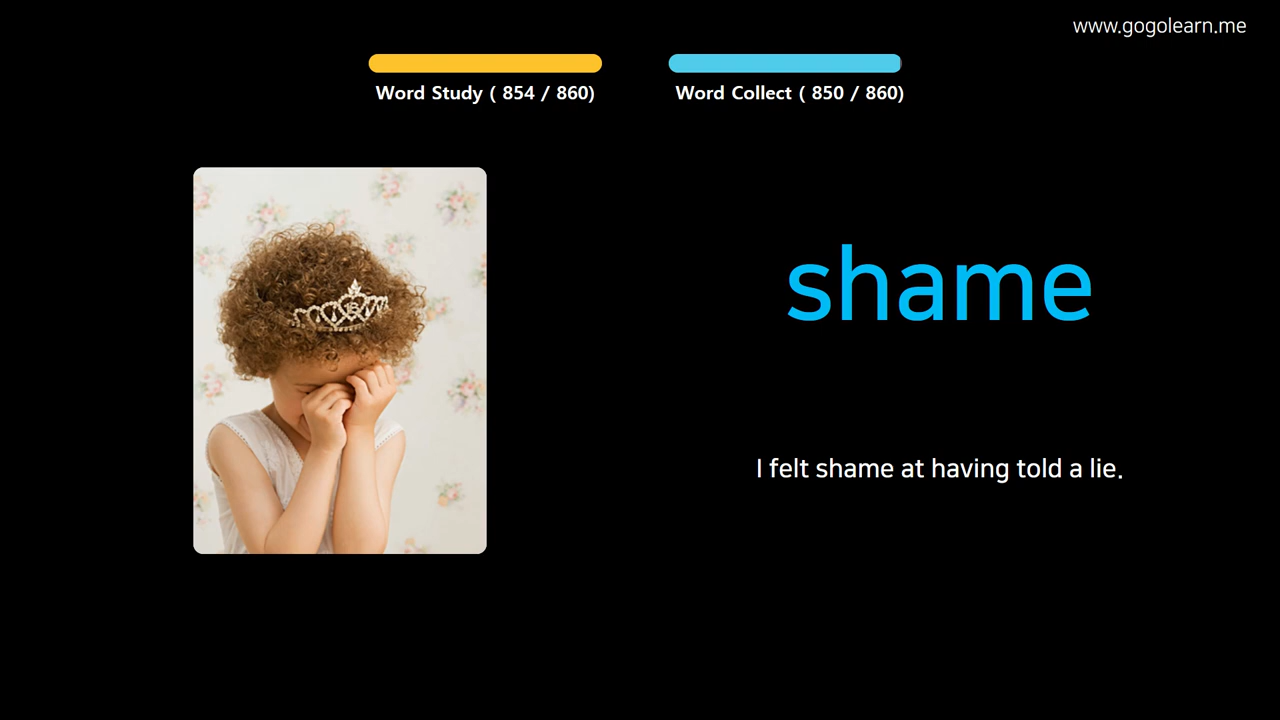 www.gogolearn.me
Word Study ( 854 / 860)
Word Collect ( 850 / 860)
shame
I felt shame at having told a lie.